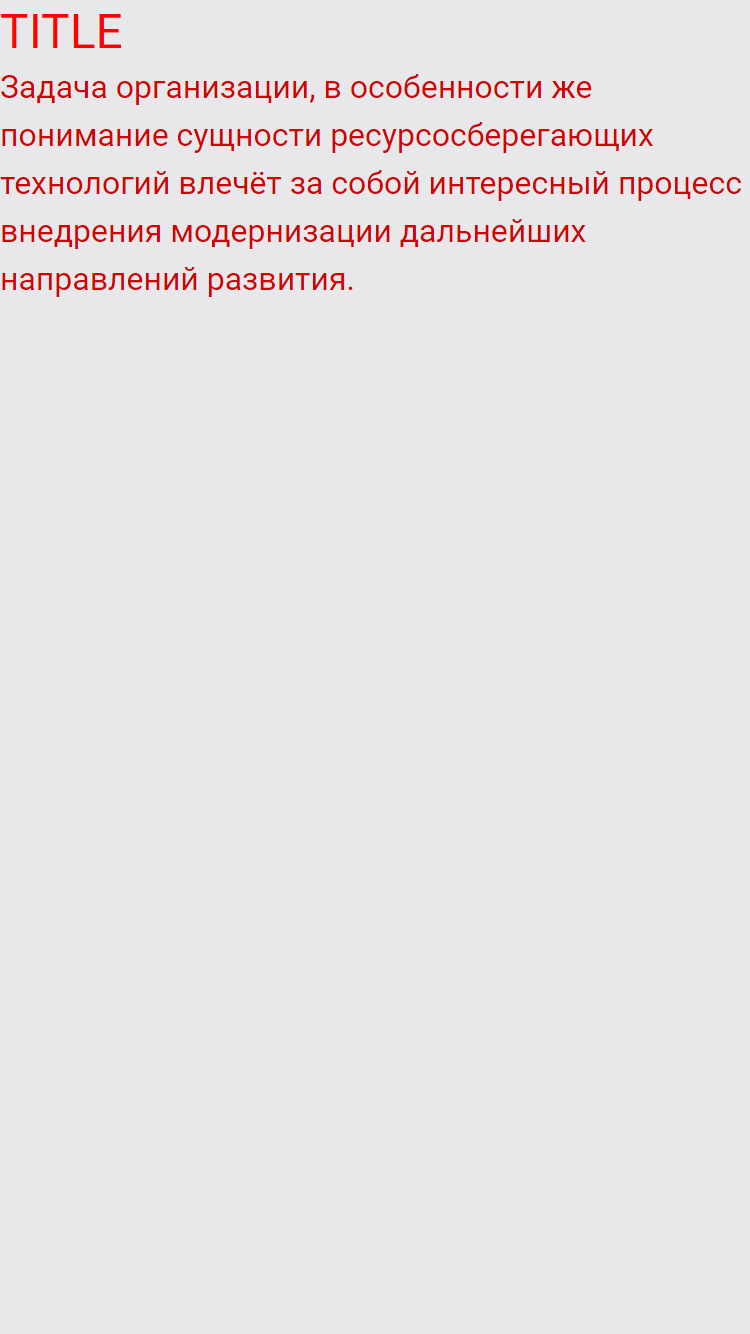 TITLE
Задача организации, в особенности же
понимание сущности ресурсосберегающих
технологий влечёт за собой интересный процесс
внедрения модернизации дальнейших
направлений развития.